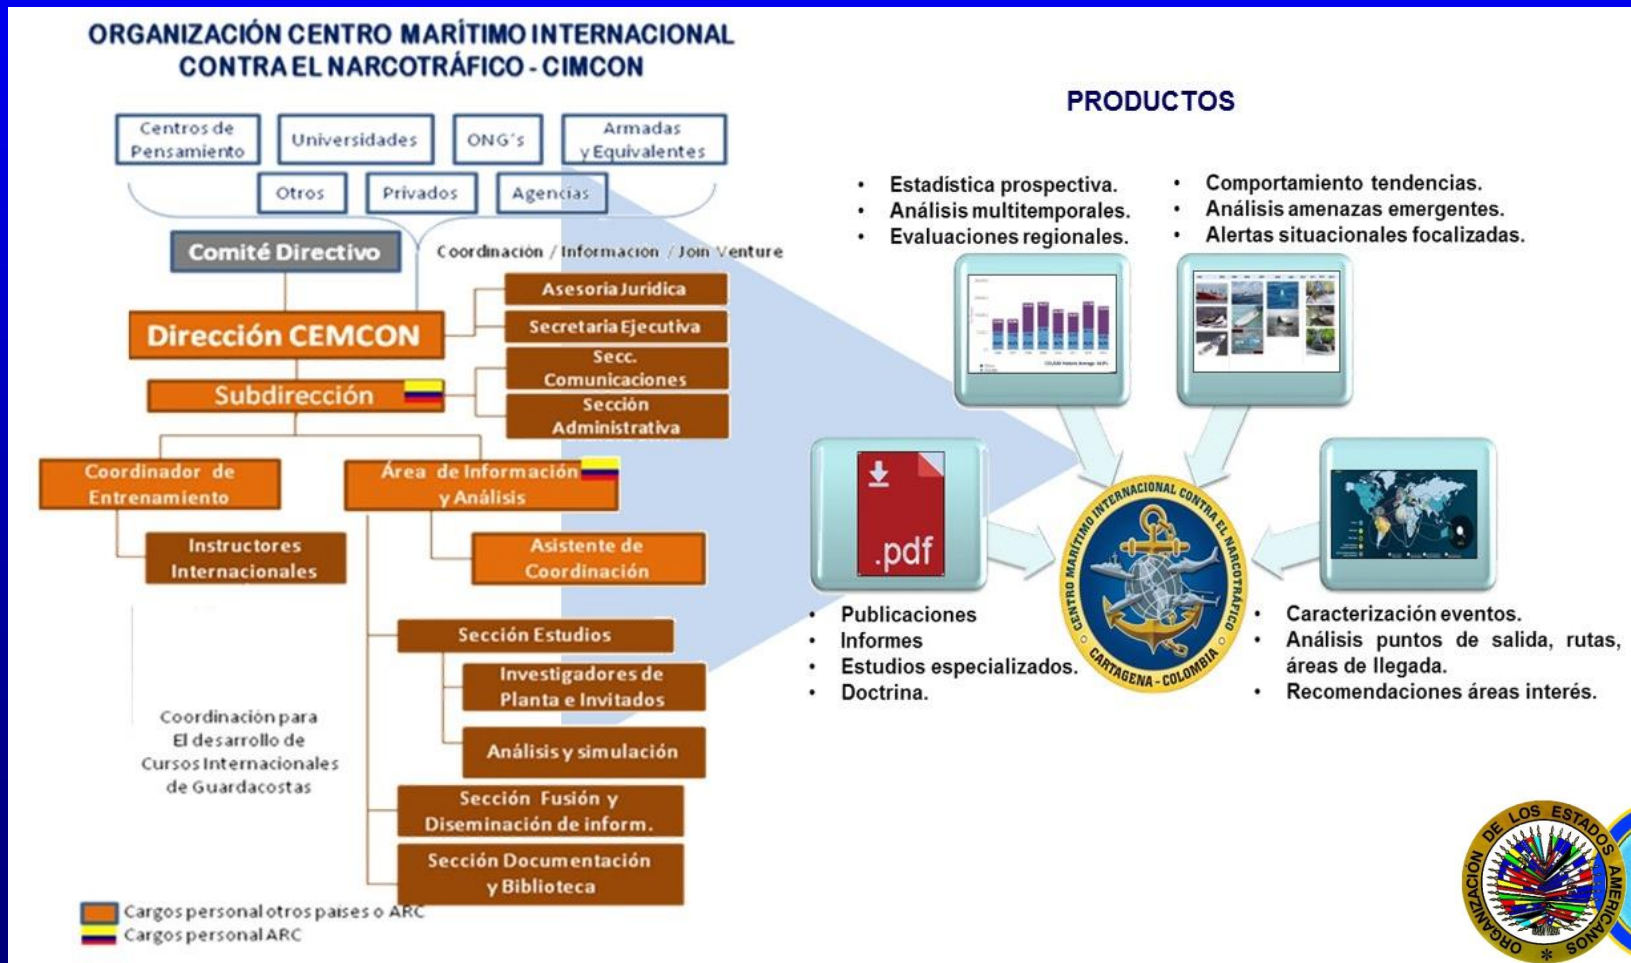 ORGANIZACIÓN CENTRO MARÍTIMO INTERNACIONAL
CONTRA EL NARCOTRÁFICO - CIMCON
Centros de
Pensamiento
Universidades
ONG´s
Armadas
y Equivalentes
Otros
Privados
Agencías
Comité Directivo
Coordinación / Información / Join Venture
Asesoria Juridica
Dirección CEMCON
Secretaria Ejecutiva
Secc.
Comunicaciones
Subdirección
Sección
Administrativa
Coordinador de
Entrenamiento
Área de Información
y Análisis
Instructores
Internacionales
Asistente de
Coordinación
Sección Estudios
Investigadores de
Planta e Invitados
Análisis y simulación
Coordinación para
El desarrollo de
Cursos Internacionales
de Guardacostas
Sección Fusión y
Diseminación de inform.
Sección Documentación
y Biblioteca
Cargos personal otros países o ARC
Cargos personal ARC
PRODUCTOS
• Estadística prospectiva.
• Análisis multitemporales.
• Evaluaciones regionales.
• Comportamiento tendencias.
• Análisis amenazas emergentes.
• Alertas situacionales focalizadas.
.pdf
• Publicaciones
• Informes
• Estudios especializados.
• Doctrina.
CENTRO MARÍTIMO INTERNACIONAL CONTRA EL NARCOTRÁFICO
CARTAGENA - COLOMBIA
• Caracterización eventos.
• Análisis puntos de salida, rutas,
áreas de llegada.
• Recomendaciones áreas interés.
ORGANIZACIÓN DE LOS ESTADOS AMERICANOS